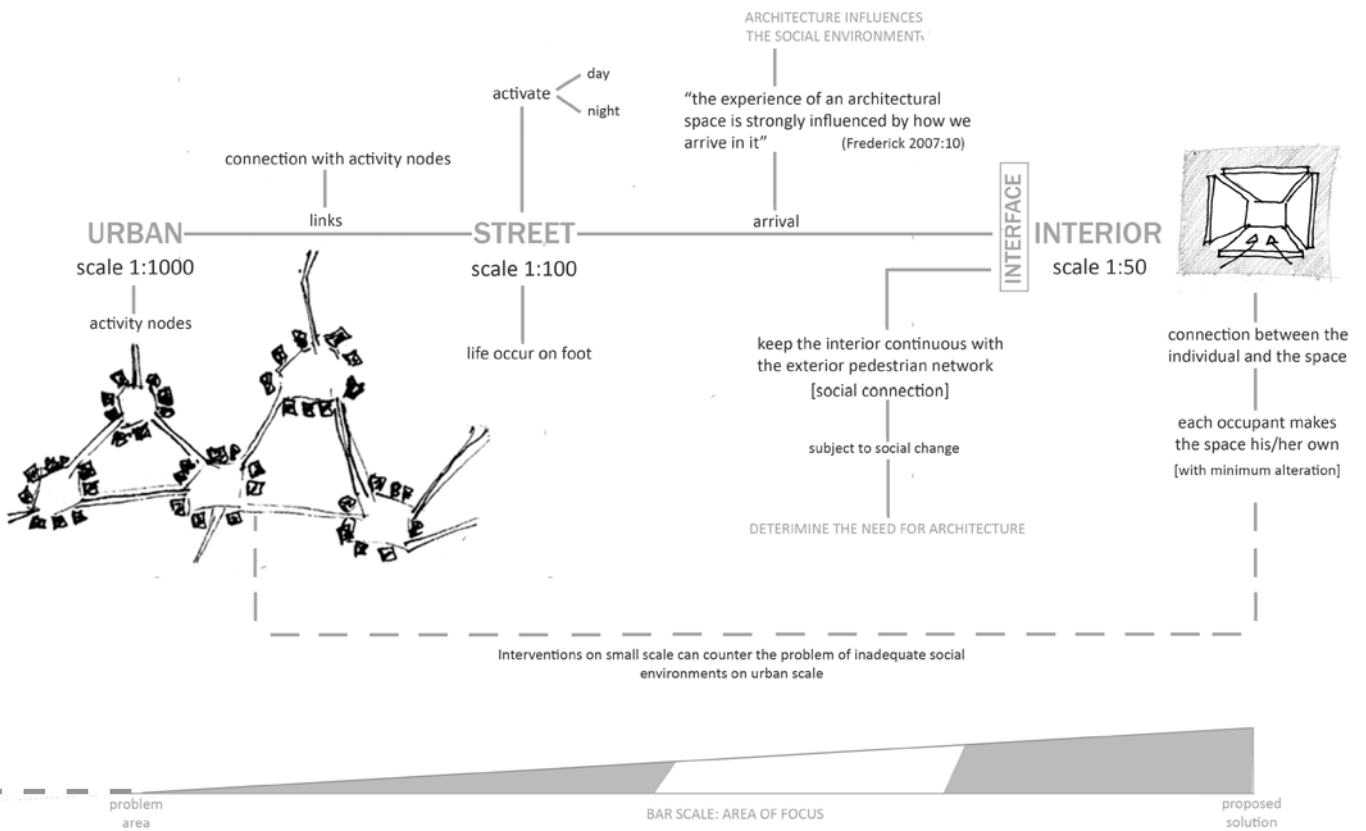 ARCHITECTURE INFLUENCES
THE SOCIAL ENVIRONMENT
day
activate
night
"the experience of an architectural
space is strongly influenced by how we
arrive in it" (Frederick 2007:10)
connection with activity nodes
links
arrival
URBAN
scale 1:1000
STREET
scale 1:100
INTERFACE
INTERIOR
scale 1:50
activity nodes
life occur on foot
keep the interior continuous with
the exterior pedestrian network
[social connection]
subject to social change
DETERIMINE THE NEED FOR ARCHITECTURE
connection between the
individual and the space
each occupant makes
the space his/her own
[with minimum alteration]
Interventions on small scale can counter the problem of inadequate social
environments on urban scale
problem
area
BAR SCALE: AREA OF FOCUS
proposed
solution